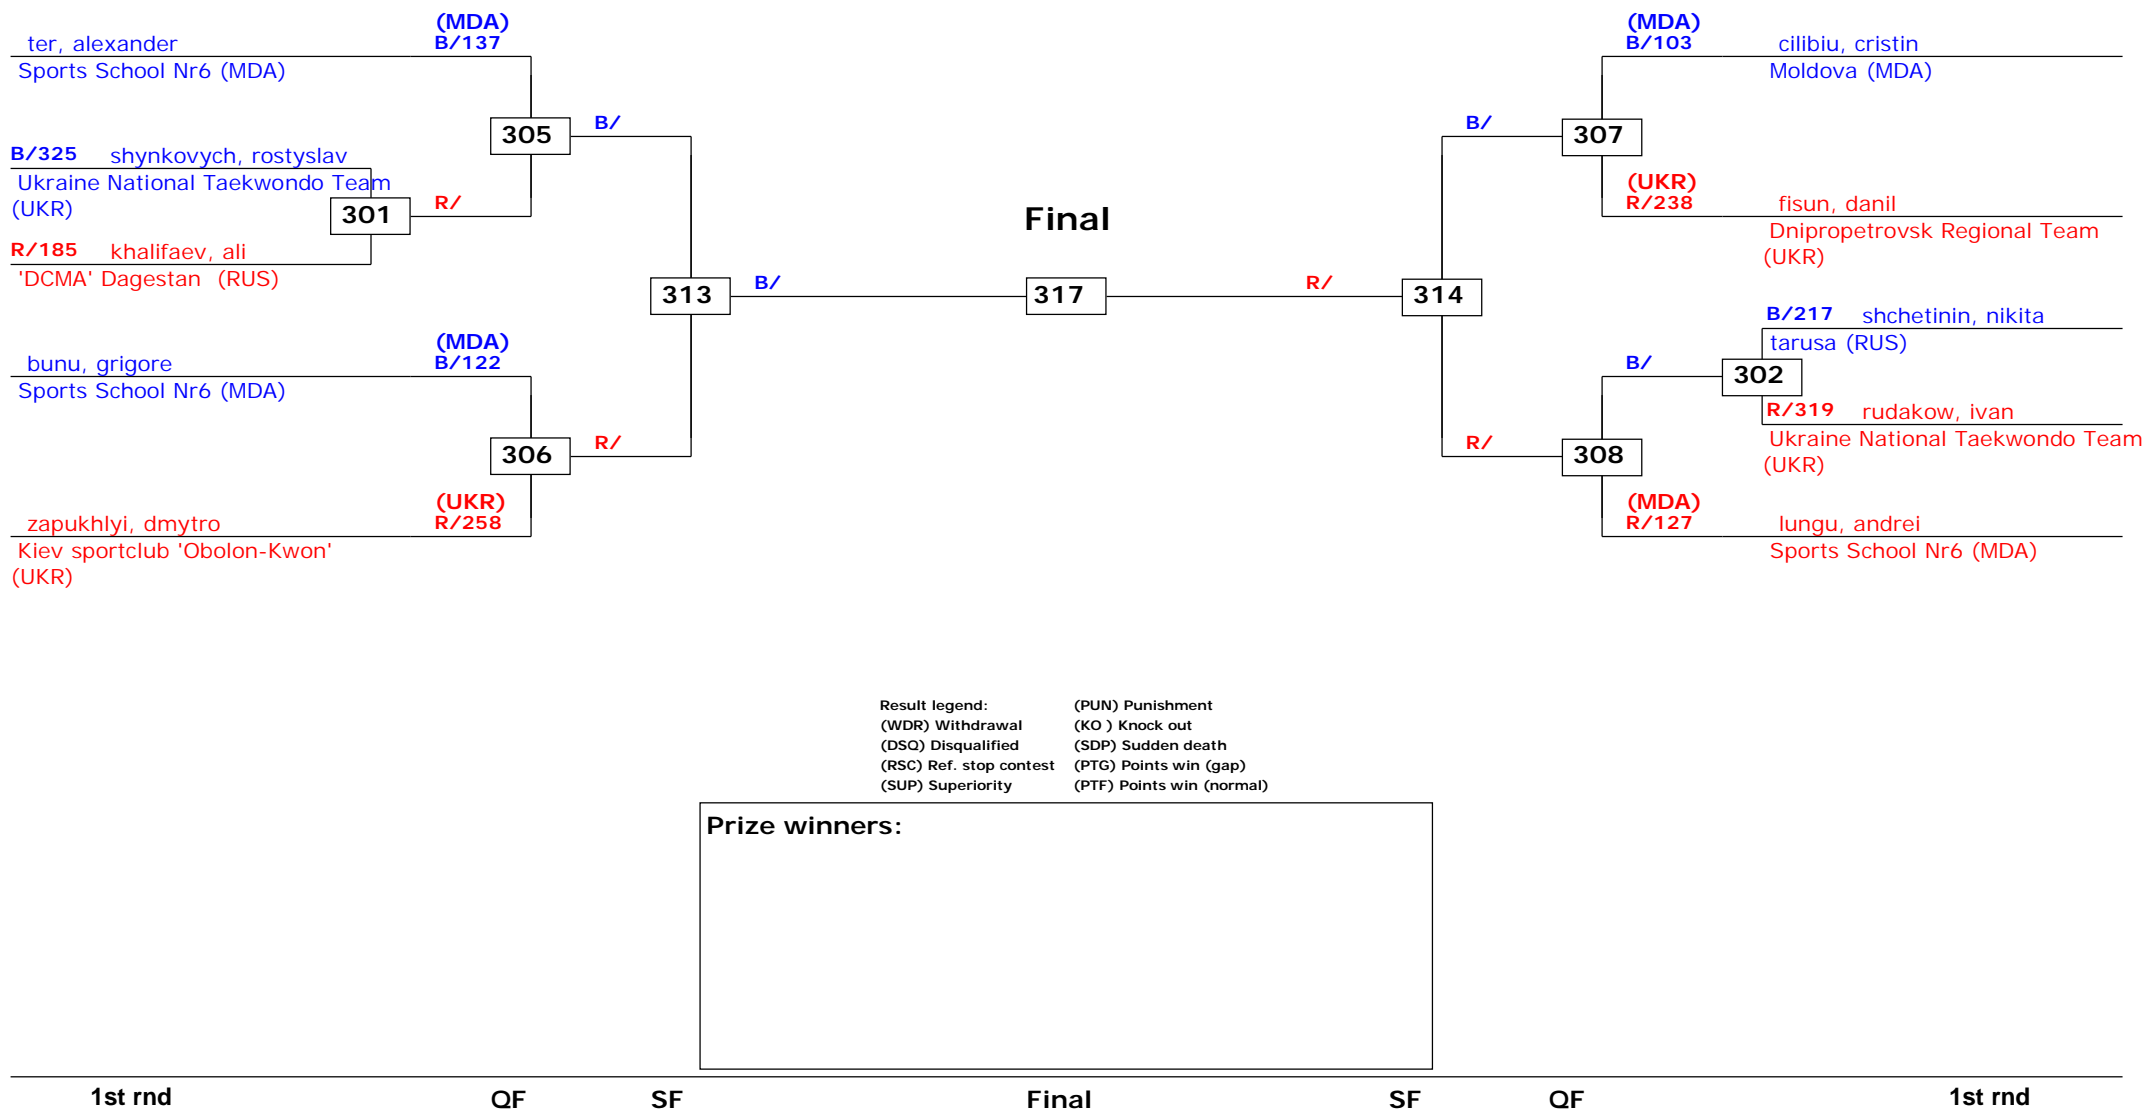 (MDA)
ter, alexander B/137
Sports School Nr6 (MDA)
305 B/
B/325 shynkovych, rostyslav
Ukraine National Taekwondo Team
(UKR)
301 R/
R/185 khalifaev, ali
'DCMA' Dagestan (RUS)
313 B/
(MDA)
bunu, grigore B/122
Sports School Nr6 (MDA)
306 R/
(UKR)
zapukhlyi, dmytro R/258
Kiev sportclub 'Obolon-Kwon'
(UKR)
Final
317
(MDA)
B/103 cilibiu, cristin
Moldova (MDA)
B/ 307
(UKR)
R/238 fisun, danil
Dnipropetrovsk Regional Team
(UKR)
R/ 314
B/217 shchetinin, nikita
tarusa (RUS)
B/ 302
R/319 rudakow, ivan
Ukraine National Taekwondo Team
(UKR)
R/ 308
(MDA)
R/127 lungu, andrei
Sports School Nr6 (MDA)
Result legend: (PUN) Punishment
(WDR) Withdrawal (KO ) Knock out
(DSQ) Disqualified (SDP) Sudden death
(RSC) Ref. stop contest (PTG) Points win (gap)
(SUP) Superiority (PTF) Points win (normal)
Prize winners:
1st rnd QF SF Final SF QF 1st rnd